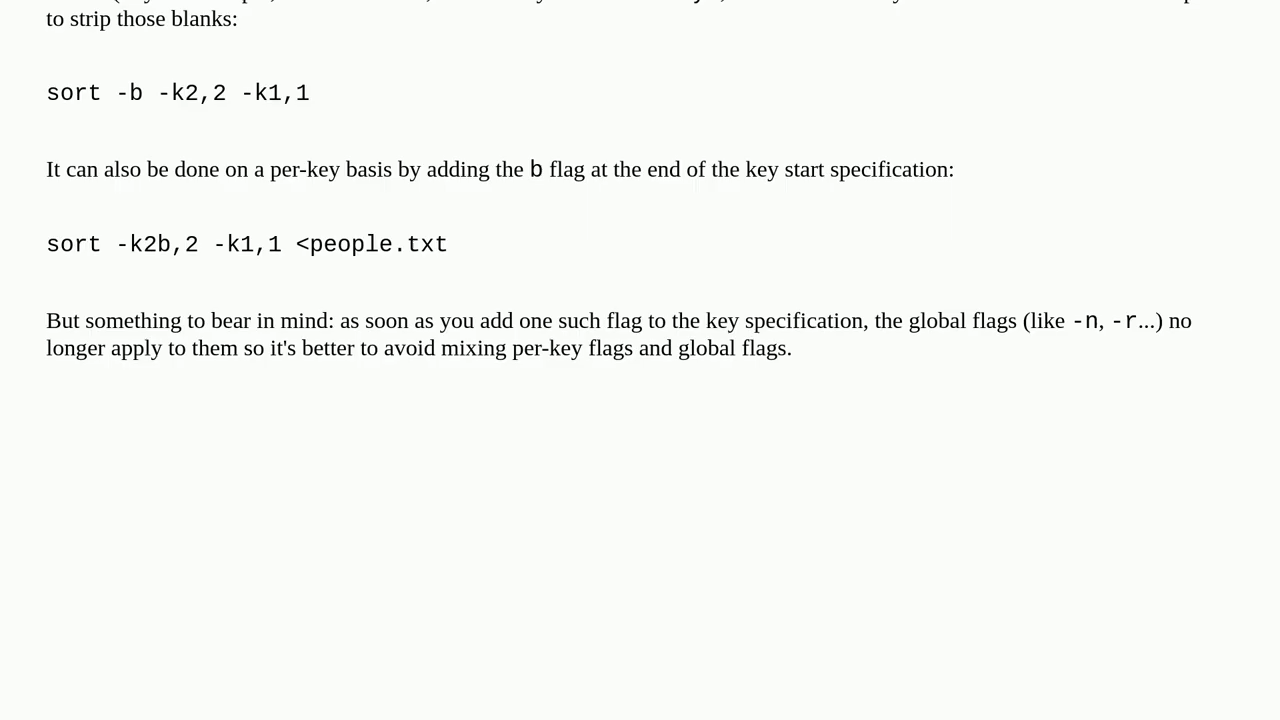 to strip those blanks:
sort -b -k2,2 -k1,1
It can also be done on a per-key basis by adding the b flag at the end of the key start specification:
sort -k2b,2 -k1,1 <people.txt
But something to bear in mind: as soon as you add one such flag to the key specification, the global flags (like -n, -r...) no
longer apply to them so it's better to avoid mixing per-key flags and global flags.